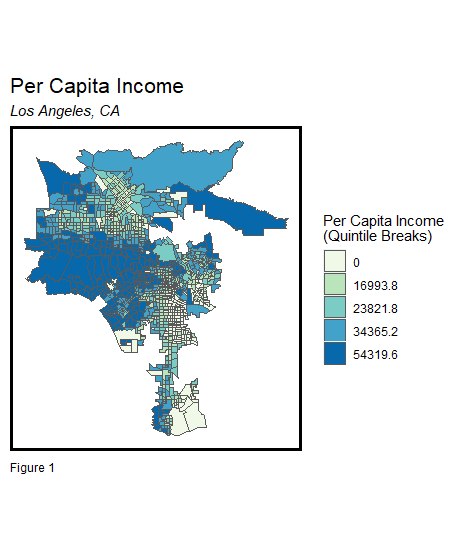 Per Capita Income
Los Angeles, CA
Per Capita Income
(Quintile Breaks)
0
16993.8
23821.8
34365.2
54319.6
Figure 1